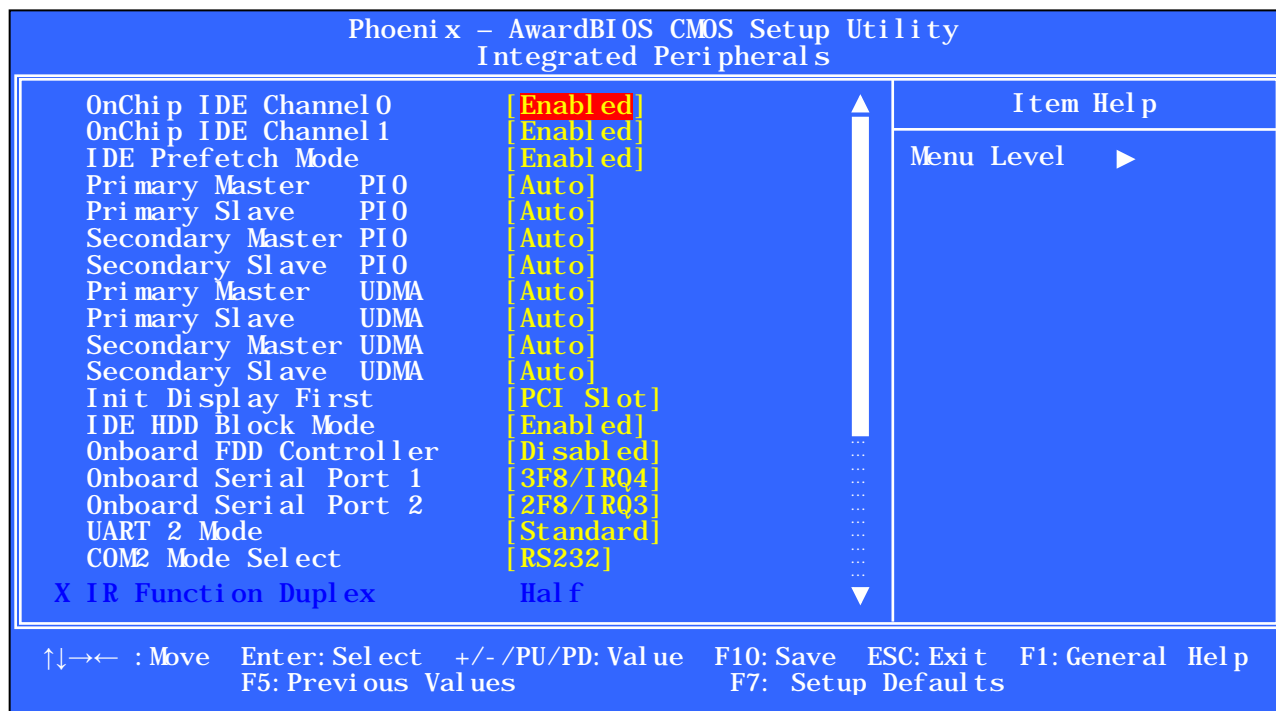 Phoenix – AwardBIOS CMOS Setup Utility
Integrated Peripherals
OnChip IDE Channel0 [Enabled]
OnChip IDE Channel1 [Enabled]
IDE Prefetch Mode [Enabled]
Primary Master PIO [Auto]
Primary Slave PIO [Auto]
Secondary Master PIO [Auto]
Secondary Slave PIO [Auto]
Primary Master UDMA [Auto]
Primary Slave UDMA [Auto]
Secondary Master UDMA [Auto]
Secondary Slave UDMA [Auto]
Init Display First [PCI Slot]
IDE HDD Block Mode [Enabled]
Onboard FDD Controller [Disabled]
Onboard Serial Port 1 [3F8/IRQ4]
Onboard Serial Port 2 [2F8/IRQ3]
UART 2 Mode [Standard]
COM2 Mode Select [RS232]
X IR Function Duplex Half
Item Help
Menu Level ►
↑↓→← :Move Enter:Select +/-/PU/PD:Value F10:Save ESC:Exit F1:General Help
F5:Previous Values F7: Setup Defaults